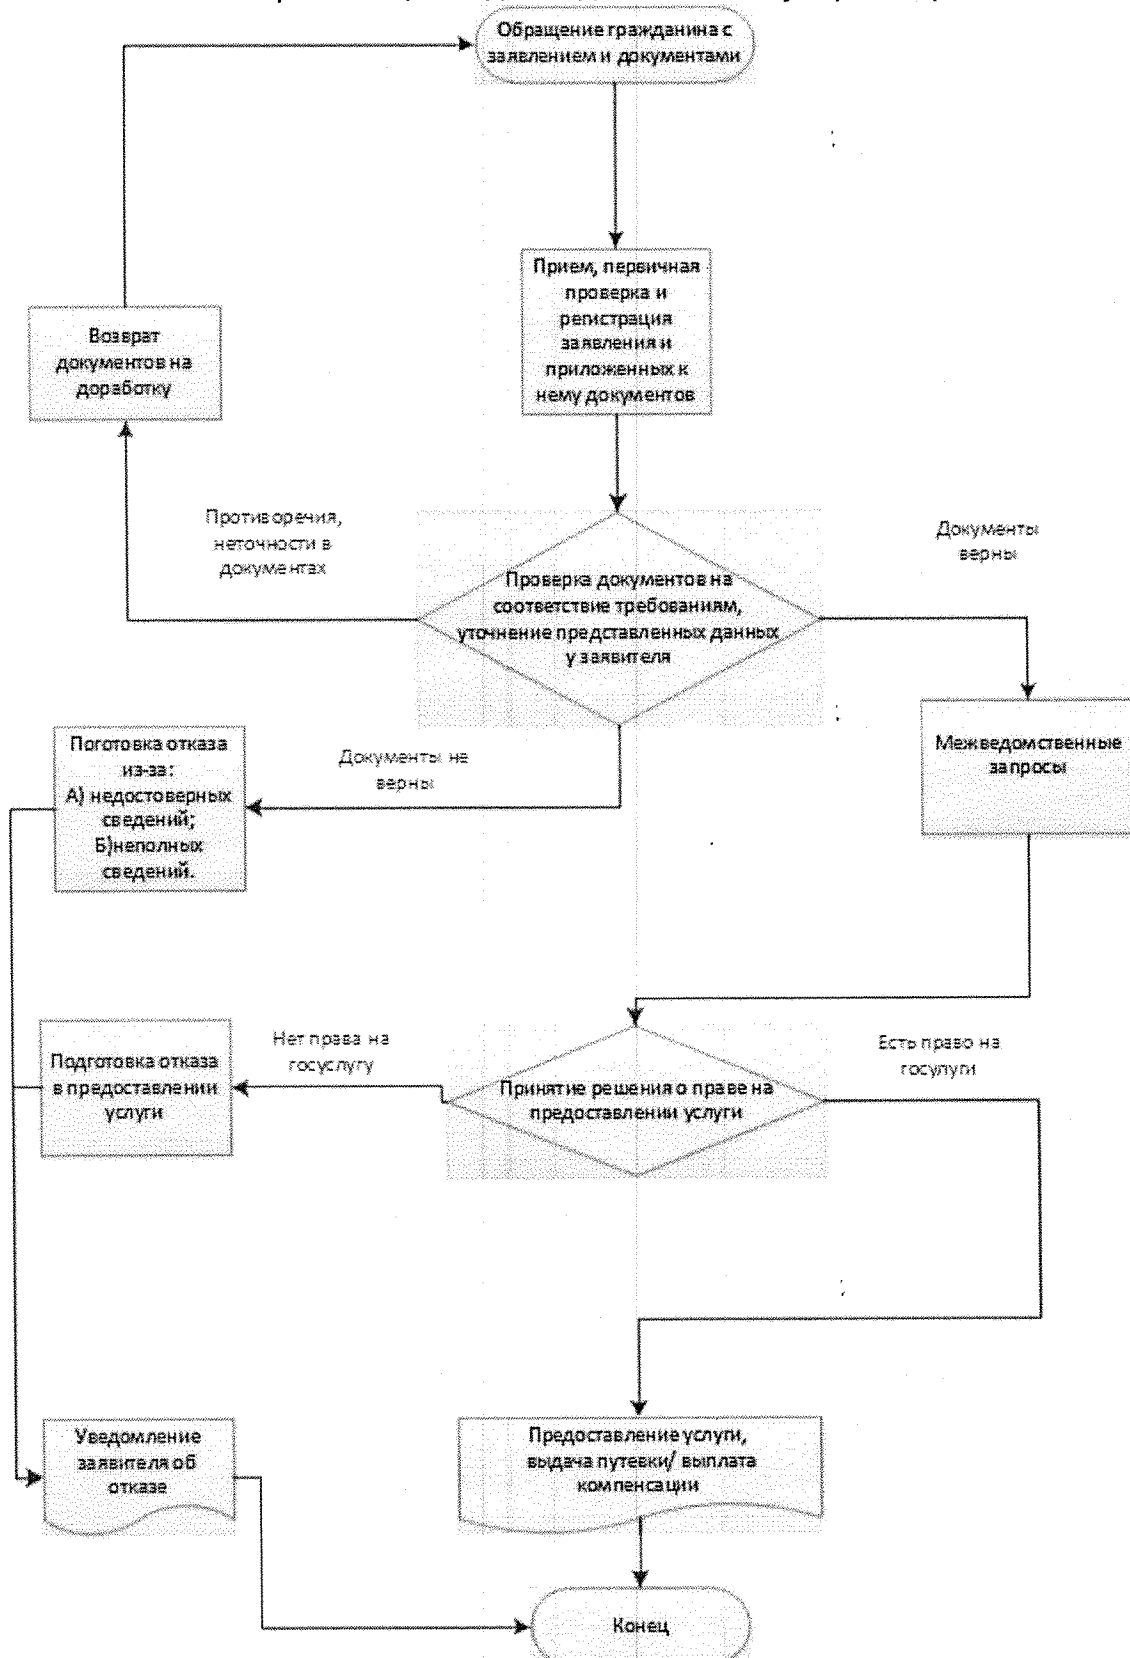 Обращение гражданина с
заявлением и документами
Прием, первичная
проверка и
регистрация
заявления и
приложенных к
нему документов
Возврат
документов на
доработку
Противоречия,
неточности в
документах
Документы
верны
Проверка документов на
соответствие требованиям,
уточнение представленных данных
у заявителя
Поготовка отказа
из-за:
А) недостоверных
сведений;
Б)неполных
сведений.
Документы не
верны
Межведомственные
запросы
Подготовка отказа
в предоставлении
услуги
Нет права на
госуслугу
Принятие решения о праве на
предоставлении услуги
Есть право на
госулуги
Уведомление
заявителя об
отказе
Предоставление услуги,
выдача путевки/ выплата
компенсации
Конец